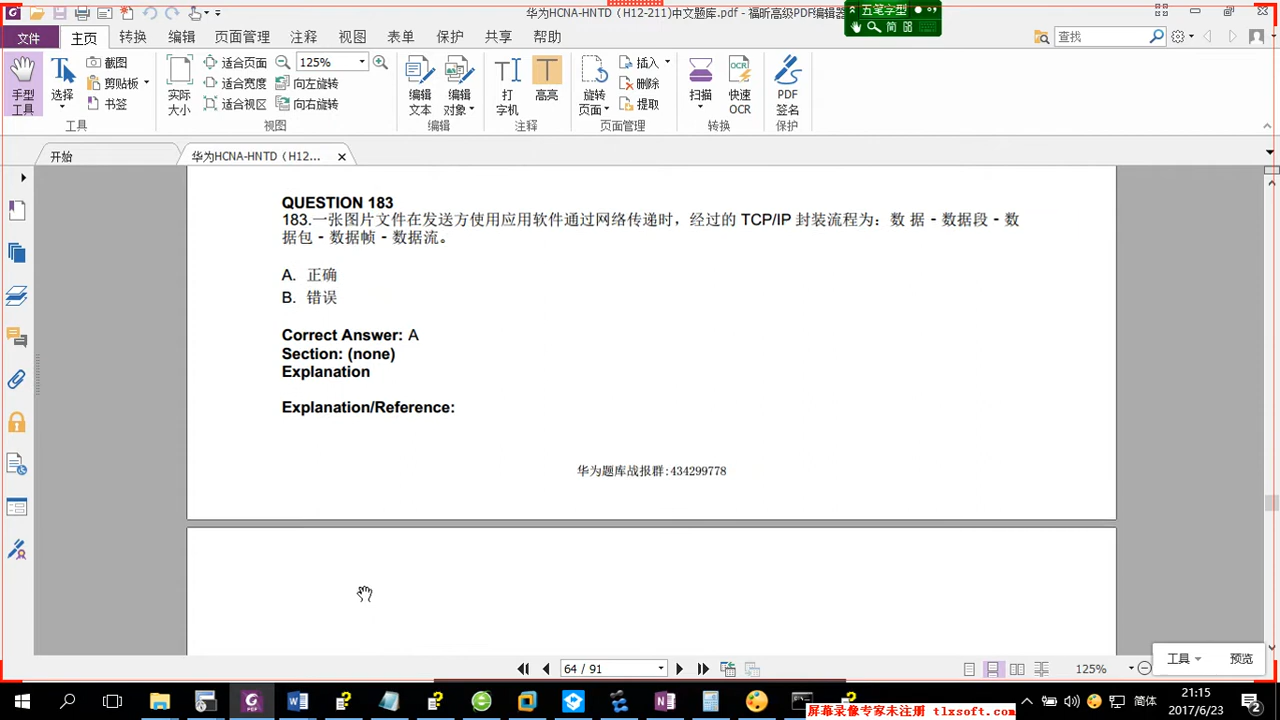 华为HCNA-HNTD（H12-211)中文题库.pdf - 福昕高级PDF编辑器
五笔字型
简
文件 主页 转换 编辑 页面管理 注释 视图 表单 保护 共享 帮助
查找
手型工具
选择
截图
剪贴板
书签
工具
实际大小
适合页面
适合宽度
适合视区
125%
向左旋转
向右旋转
视图
编辑文本
编辑对象
编辑
打字机
高亮
注释
旋转页面
插入
删除
提取
页面管理
扫描
快速OCR
转换
PDF签名
保护
开始
华为HCNA-HNTD（H12...
QUESTION 183
183.一张图片文件在发送方使用应用软件通过网络传递时，经过的 TCP/IP 封装流程为：数 据－数据段－数
据包－数据帧－数据流。
A. 正确
B. 错误
Correct Answer: A
Section: (none)
Explanation
Explanation/Reference:
华为题库战报群:434299778
64 / 91
125%
工具
预览
简体
21:15
2017/6/23
2
屏幕录像专家未注册 tlxsoft.com